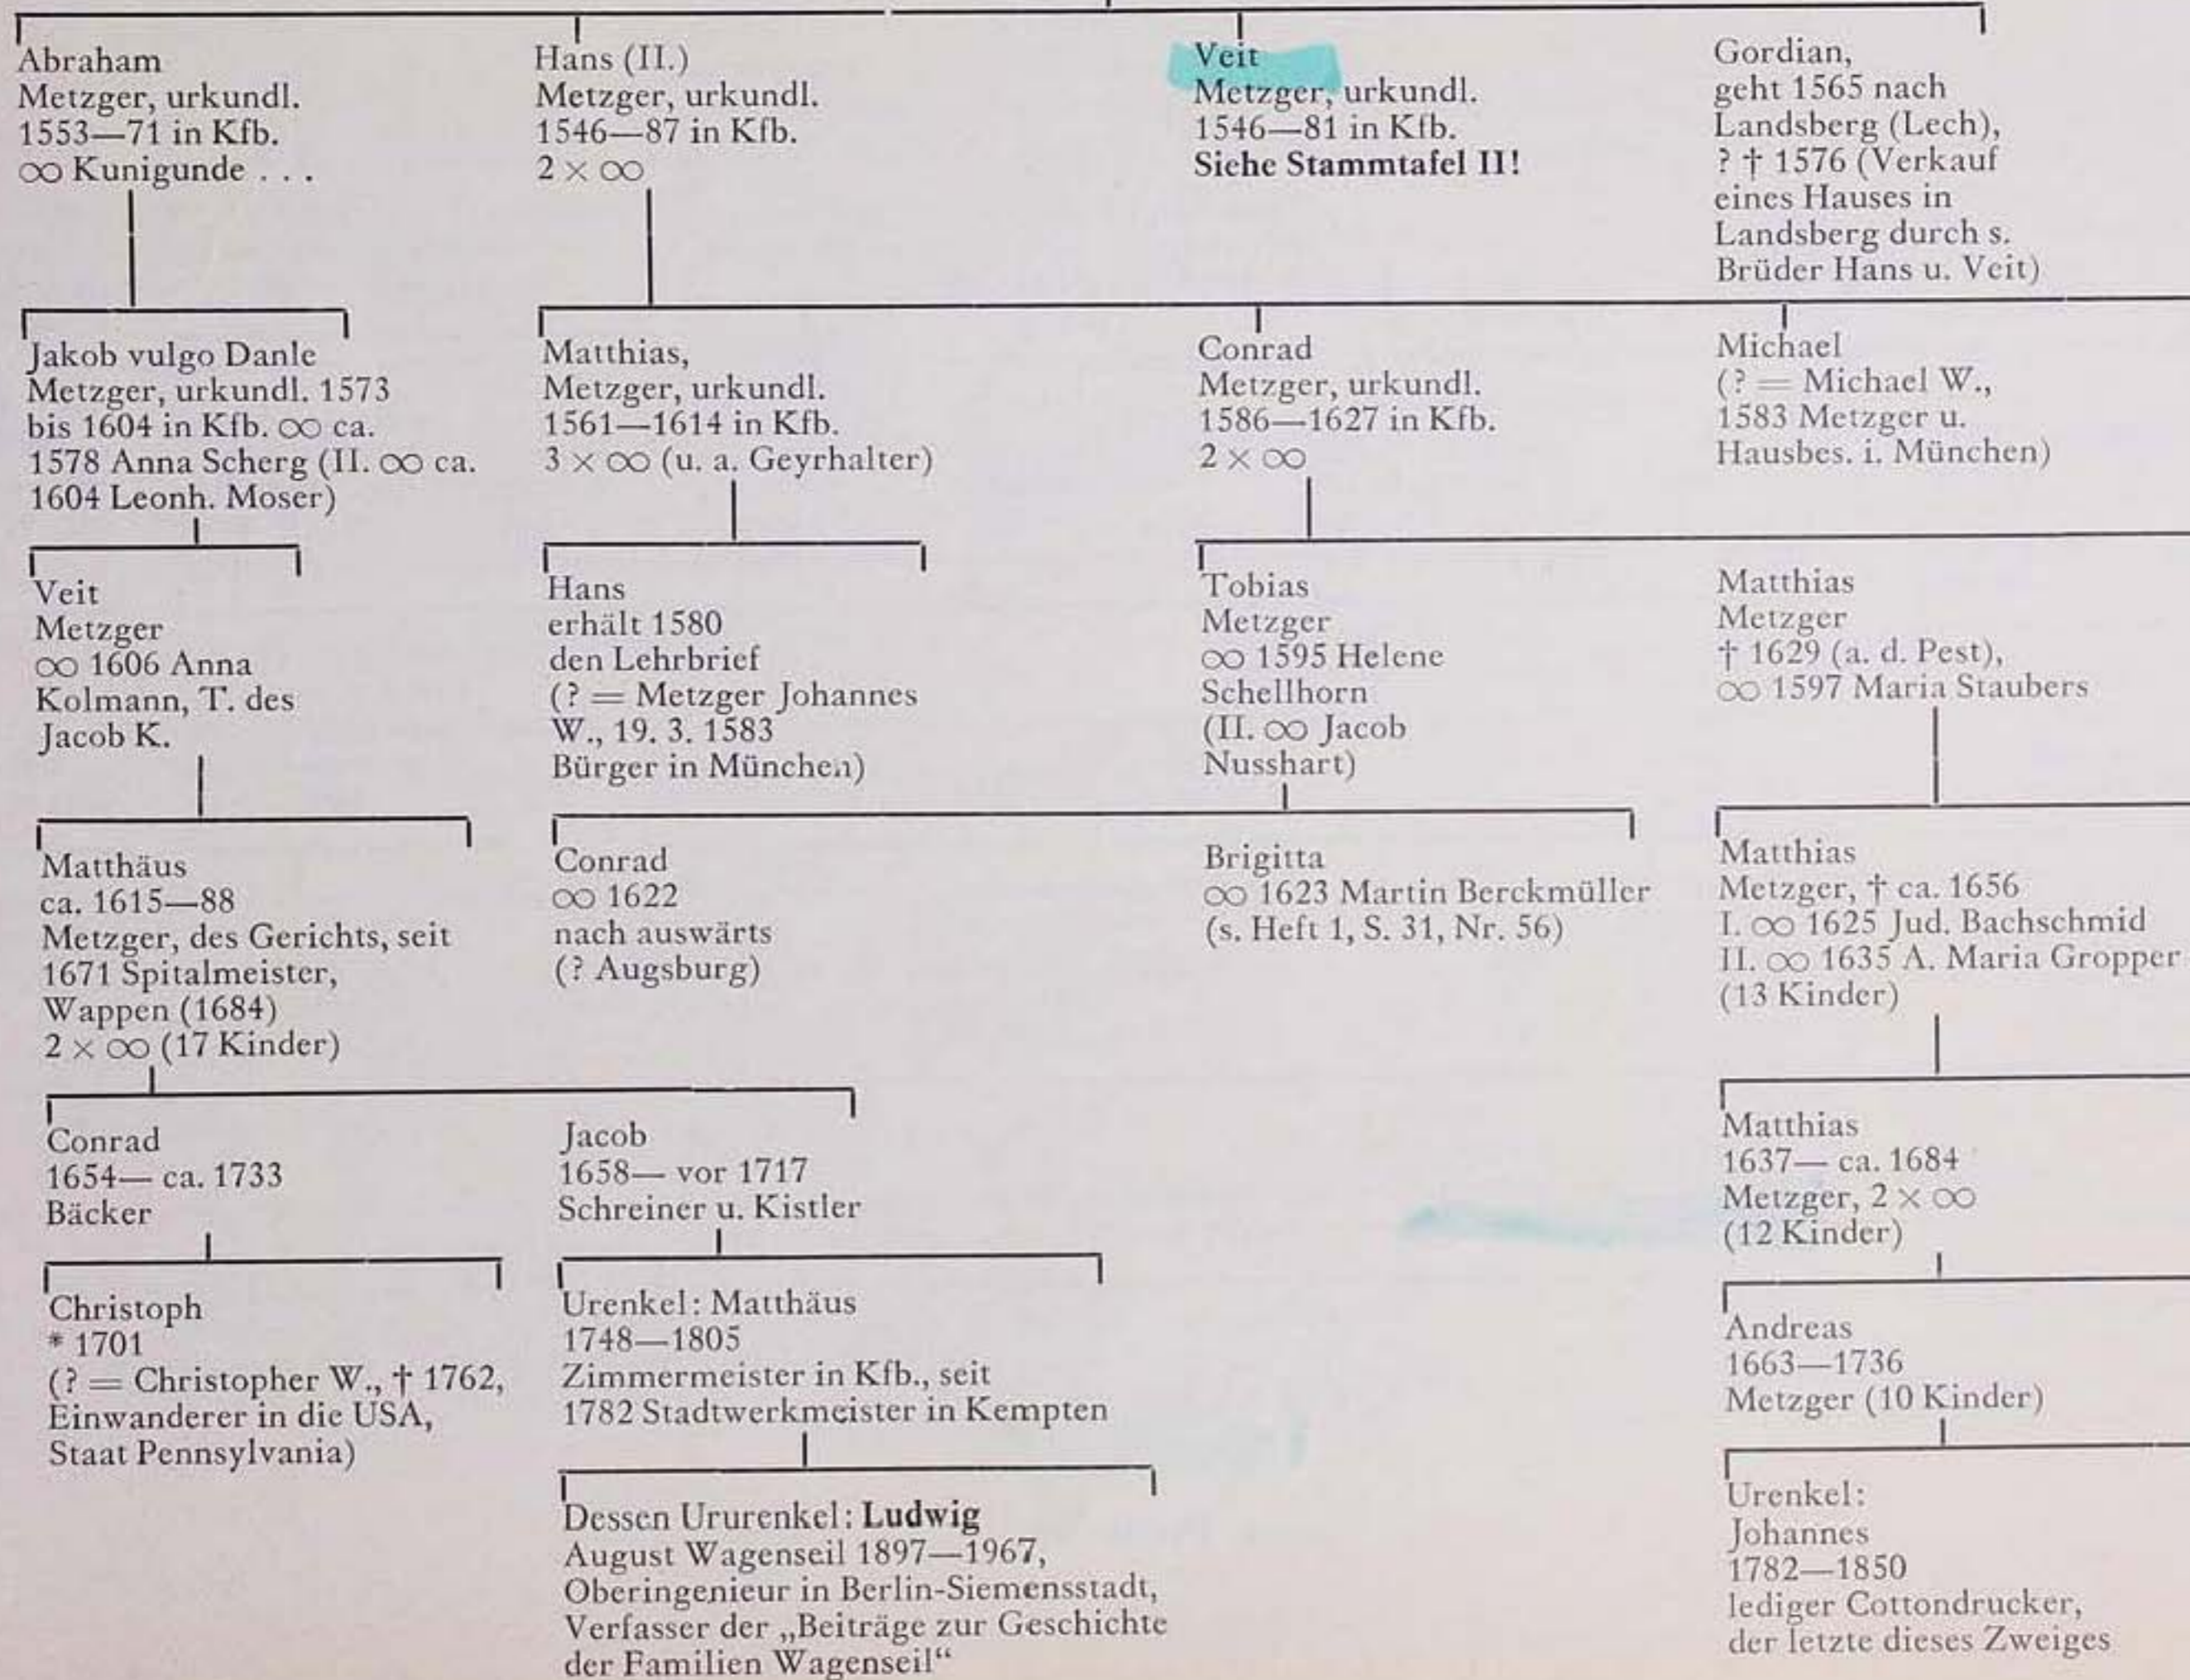 Abraham
Metzger, urkundl.
1553—71 in Kfb.
∞ Kunigunde . . .
Hans (II.)
Metzger, urkundl.
1546—87 in Kfb.
2 × ∞
Veit
Metzger, urkundl.
1546—81 in Kfb.
Siehe Stammtafel II!
Gordian,
geht 1565 nach
Landsberg (Lech),
? † 1576 (Verkauf
eines Hauses in
Landsberg durch s.
Brüder Hans u. Veit)
Jakob vulgo Danle
Metzger, urkundl. 1573
bis 1604 in Kfb. ∞ ca.
1578 Anna Scherg (II. ∞ ca.
1604 Leonh. Moser)
Matthias,
Metzger, urkundl.
1561—1614 in Kfb.
3 × ∞ (u. a. Geyrhalter)
Conrad
Metzger, urkundl.
1586—1627 in Kfb.
2 × ∞
Michael
(? = Michael W.,
1583 Metzger u.
Hausbes. i. München)
Veit
Metzger
∞ 1606 Anna
Kolmann, T. des
Jacob K.
Hans
erhält 1580
den Lehrbrief
(? = Metzger Johannes
W., 19. 3. 1583
Bürger in München)
Tobias
Metzger
∞ 1595 Helene
Schellhorn
(II. ∞ Jacob
Nusshart)
Matthias
Metzger
† 1629 (a. d. Pest),
∞ 1597 Maria Staubers
Matthäus
ca. 1615—88
Metzger, des Gerichts, seit
1671 Spitalmeister,
Wappen (1684)
2 × ∞ (17 Kinder)
Conrad
∞ 1622
nach auswärts
(? Augsburg)
Brigitta
∞ 1623 Martin Berckmüller
(s. Heft 1, S. 31, Nr. 56)
Matthias
Metzger, † ca. 1656
I. ∞ 1625 Jud. Bachschmid
II. ∞ 1635 A. Maria Gropper
(13 Kinder)
Conrad
1654— ca. 1733
Bäcker
Jacob
1658— vor 1717
Schreiner u. Kistler
Matthias
1637— ca. 1684
Metzger, 2 × ∞
(12 Kinder)
Christoph
* 1701
(? = Christopher W., † 1762,
Einwanderer in die USA,
Staat Pennsylvania)
Urenkel: Matthäus
1748—1805
Zimmermeister in Kfb., seit
1782 Stadtwerkmeister in Kempten
Andreas
1663—1736
Metzger (10 Kinder)
Dessen Ururenkel: Ludwig
August Wagenseil 1897—1967,
Oberingenieur in Berlin-Siemensstadt,
Verfasser der „Beiträge zur Geschichte
der Familien Wagenseil“
Urenkel:
Johannes
1782—1850
lediger Cottondrucker,
der letzte dieses Zweiges